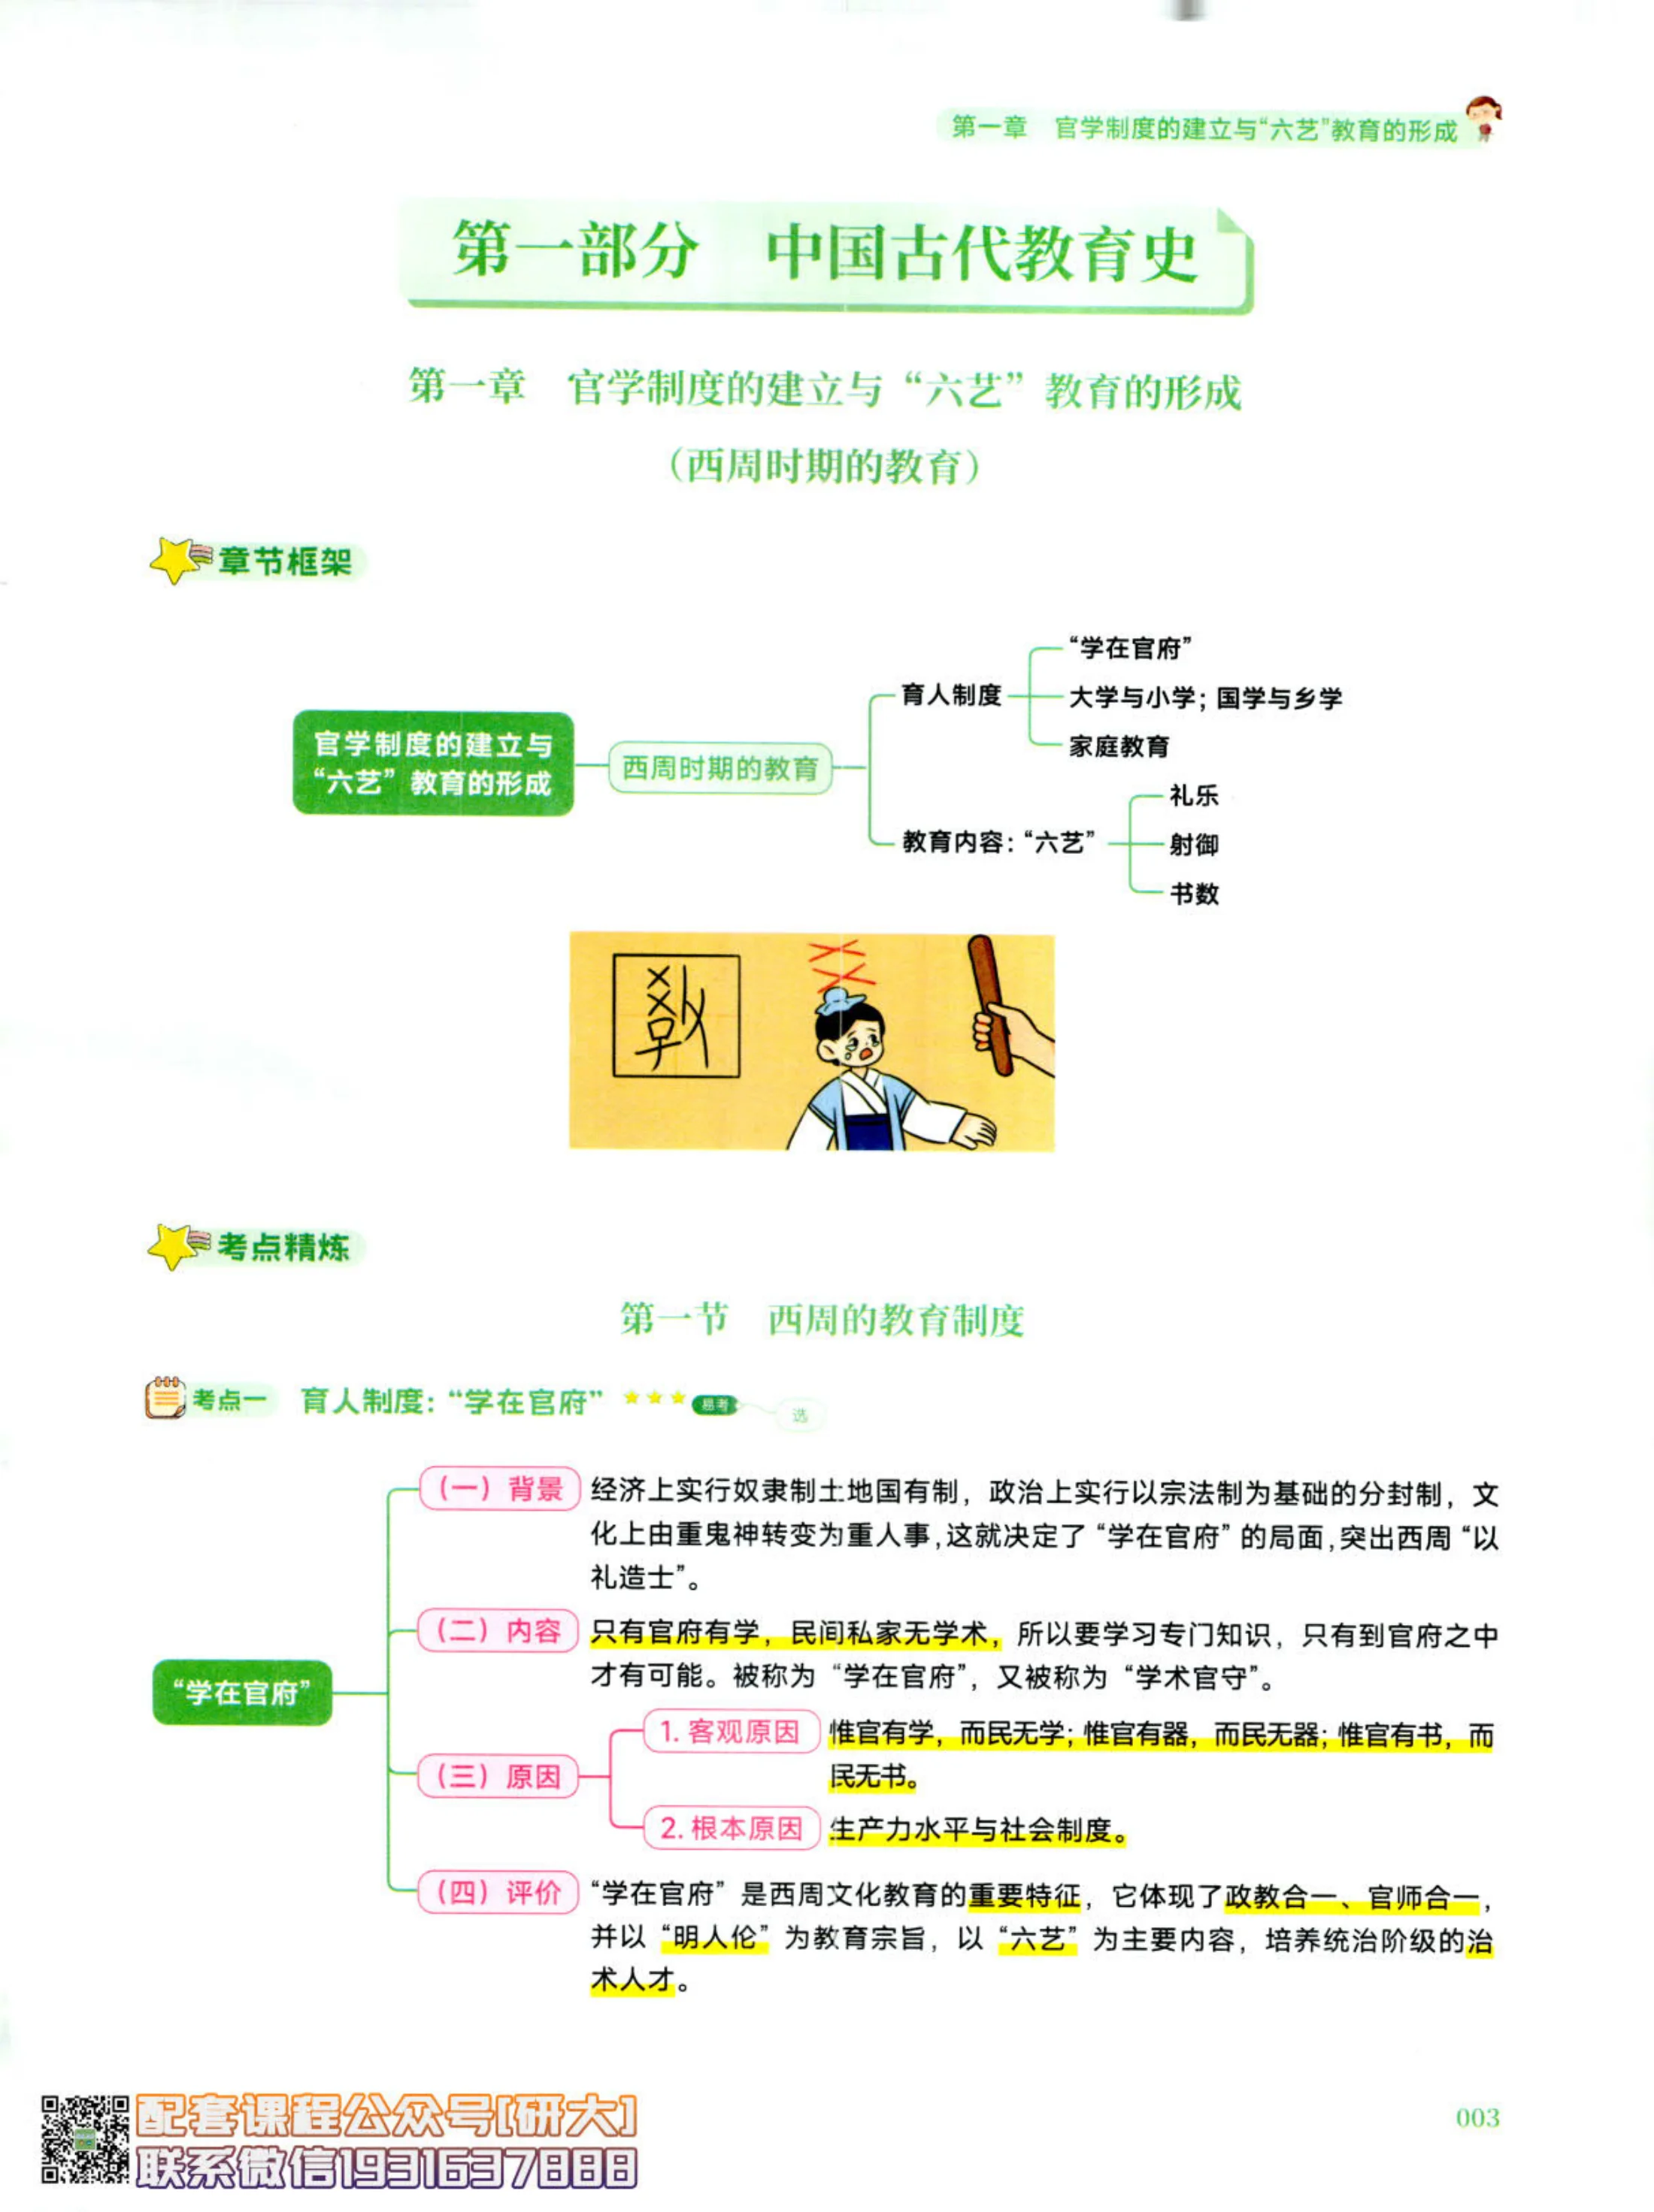 第一章 官学制度的建立与“六艺”教育的形成
第一部分 中国古代教育史
第一章 官学制度的建立与“六艺”教育的形成
（西周时期的教育）
章节框架
官学制度的建立与
“六艺”教育的形成
西周时期的教育
育人制度
“学在官府”
大学与小学；国学与乡学
家庭教育
教育内容：“六艺”
礼乐
射御
书数
考点精炼
第一节 西周的教育制度
考点一 育人制度：“学在官府” 易考 选
“学在官府”
（一）背景 经济上实行奴隶制土地国有制，政治上实行以宗法制为基础的分封制，文
化上由重鬼神转变为重人事，这就决定了“学在官府”的局面，突出西周“以
礼造士”。
（二）内容 只有官府有学，民间私家无学术，所以要学习专门知识，只有到官府之中
才有可能。被称为“学在官府”，又被称为“学术官守”。
（三）原因
1. 客观原因 惟官有学，而民无学；惟官有器，而民无器；惟官有书，而
民无书。
2. 根本原因 生产力水平与社会制度。
（四）评价 “学在官府”是西周文化教育的重要特征，它体现了政教合一、官师合一，
并以“明人伦”为教育宗旨，以“六艺”为主要内容，培养统治阶级的治
术人才。
配套课程公众号[研大]
联系微信1931637888
003